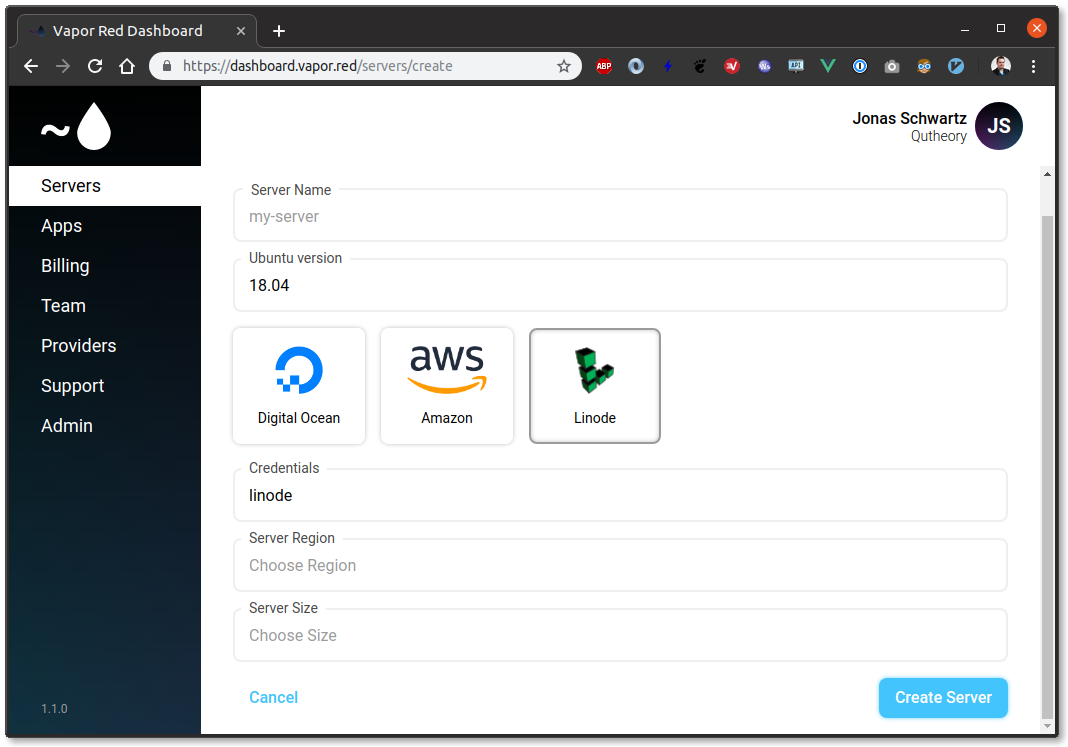 Vapor Red Dashboard
https://dashboard.vapor.red/servers/create
ABP
API
Jonas Schwartz
Qutheory
JS
Servers
Apps
Billing
Team
Providers
Support
Admin
1.1.0
Server Name
my-server
Ubuntu version
18.04
aws
Digital Ocean
Amazon
Linode
Credentials
linode
Server Region
Choose Region
Server Size
Choose Size
Cancel
Create Server